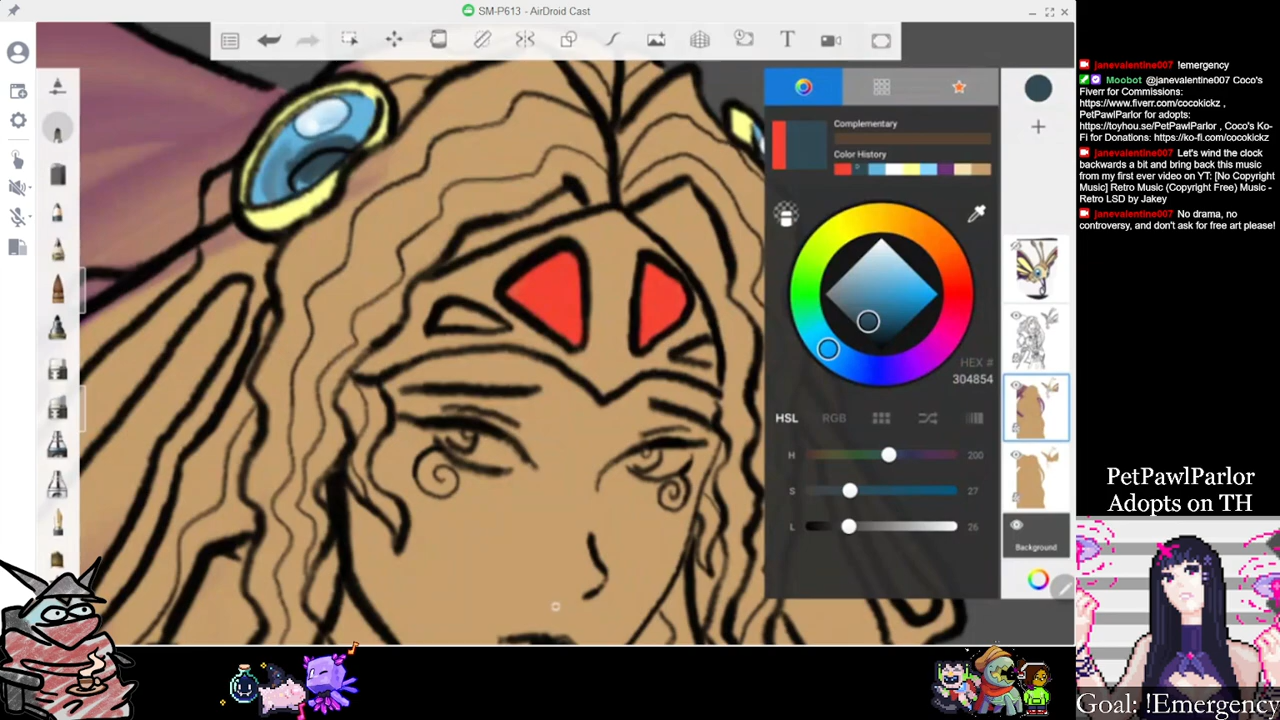 SM-P613 - AirDroid Cast
T
Complementary
Color History
HEX #
304854
HSL
RGB
H
200
S
27
L
26
Background
janevalentine007 !emergency
Moobot @janevalentine007 Coco's
Fiverr for Commissions:
https://www.fiverr.com/cocokickz ,
PetPawlParlor for adopts:
https://toyhou.se/PetPawlParlor , Coco's Ko-
Fi for Donations: https://ko-fi.com/cocokickz
janevalentine007 Let's wind the clock
backwards a bit and bring back this music
from my first ever video on YT: [No Copyright
Music] Retro Music (Copyright Free) Music -
Retro LSD by Jakey
janevalentine007 No drama, no
controversy, and don't ask for free art please!
PetPawlParlor
Adopts on TH
Goal: !Emergency